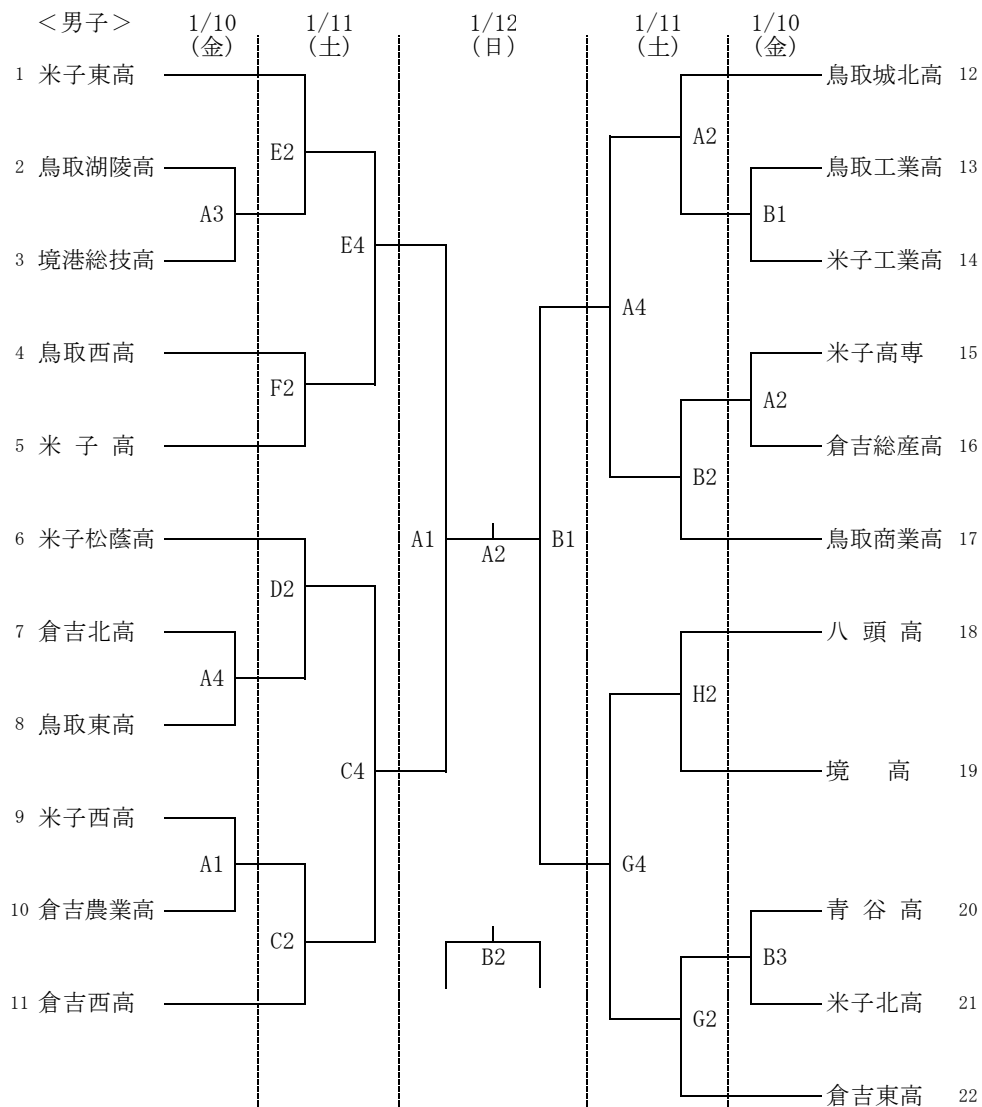 ＜男子＞ 1/10 1/11 1/12 1/11 1/10
(金) (土) (日) (土) (金)
1 米子東高 鳥取城北高 12
A2
E2
2 鳥取湖陵高 鳥取工業高 13
A3 B1
E4
3 境港総技高 米子工業高 14
A4
4 鳥取西高 米子高専 15
F2 A2
5 米子高 倉吉総産高 16
B2
6 米子松蔭高 A1 A2 B1 鳥取商業高 17
D2
7 倉吉北高 八頭高 18
A4 H2
8 鳥取東高
C4 境高 19
9 米子西高
A1 G4
10 倉吉農業高 青谷高 20
C2 B2 B3
11 倉吉西高 米子北高 21
G2
倉吉東高 22